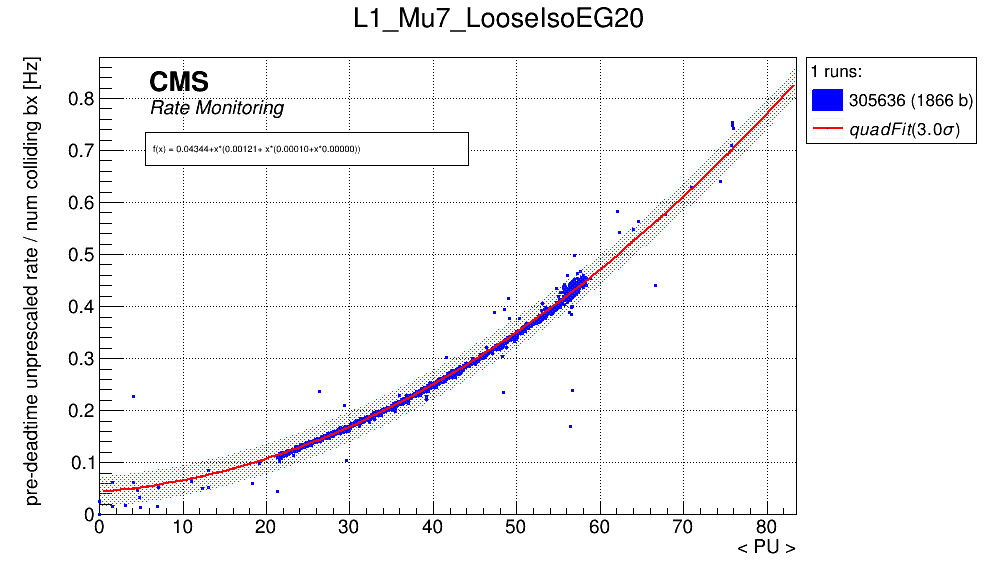 L1_Mu7_LooseIsoEG20
pre-deadtime unprescaled rate / num colliding bx [Hz]
CMS
Rate Monitoring
f(x) = 0.04344+x*(0.00121+ x*(0.00010+x*0.00000))
1 runs:
305636 (1866 b)
quadFit(3.0σ)
0.8
0.7
0.6
0.5
0.4
0.3
0.2
0.1
0
0 10 20 30 40 50 60 70 80
< PU >